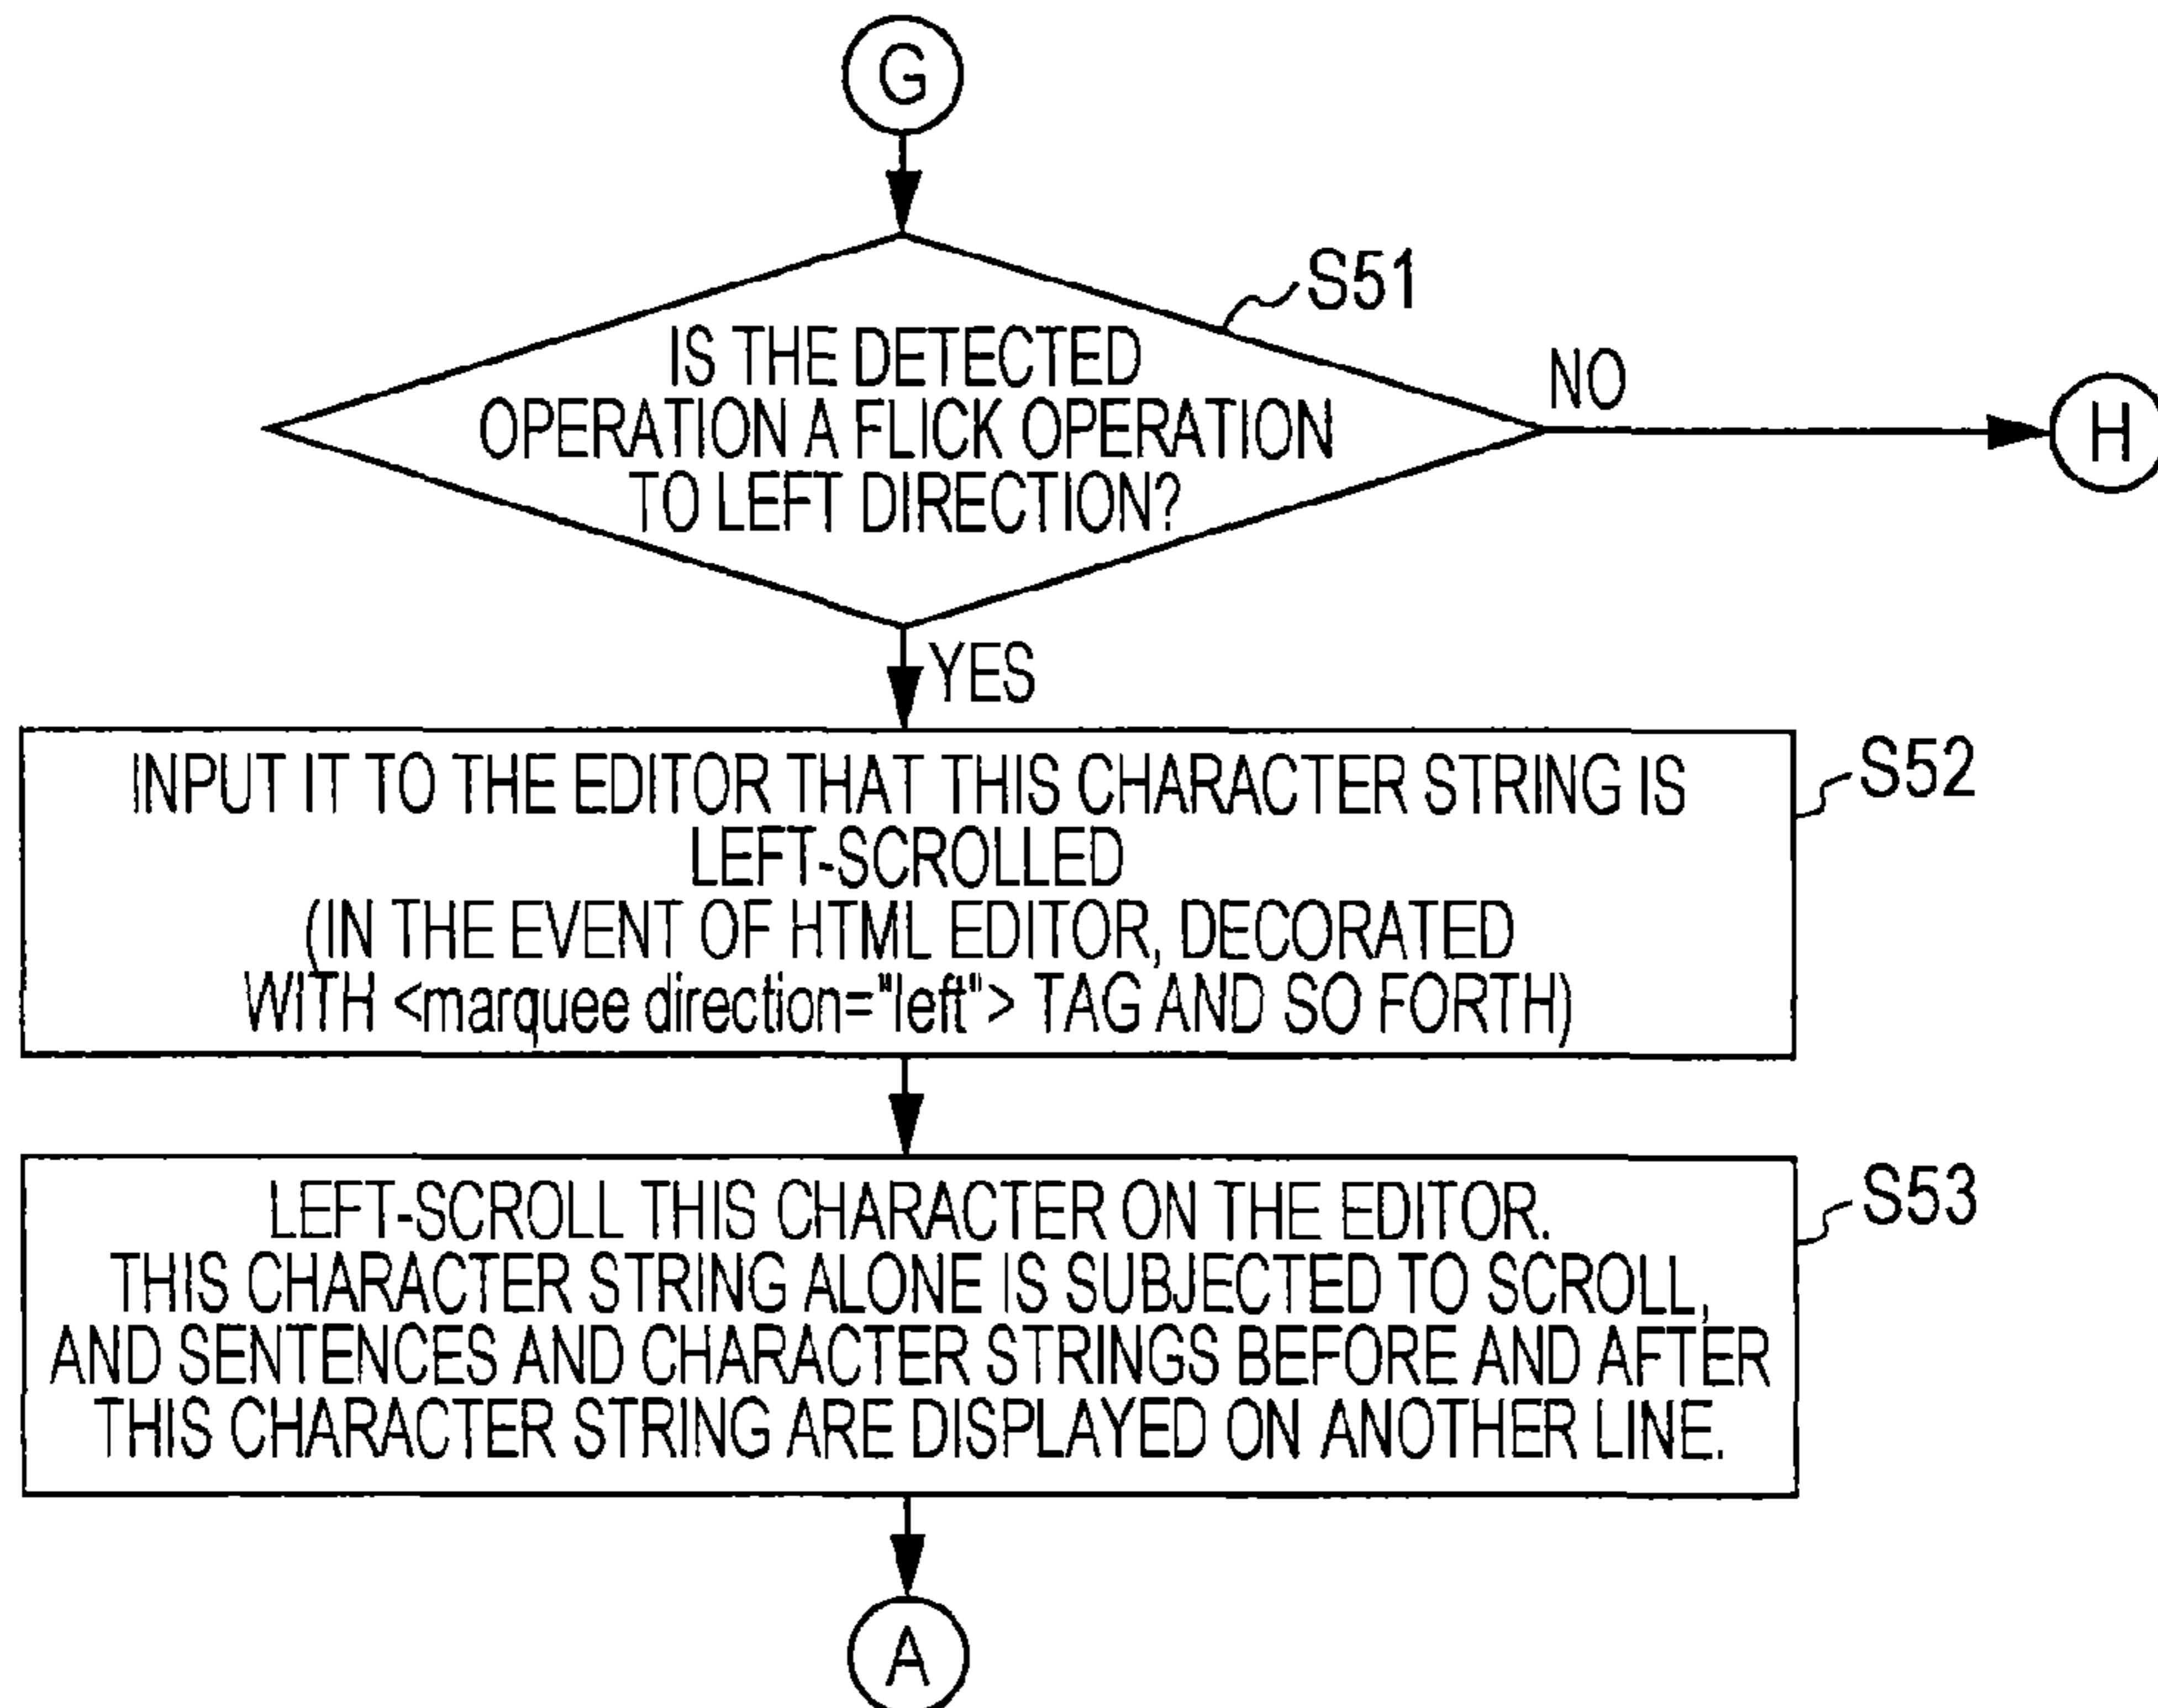 G
S51
IS THE DETECTED
OPERATION A FLICK OPERATION
TO LEFT DIRECTION?
NO
H
YES
S52
INPUT IT TO THE EDITOR THAT THIS CHARACTER STRING IS
LEFT-SCROLLED
(IN THE EVENT OF HTML EDITOR, DECORATED
WITH <marquee direction="left"> TAG AND SO FORTH)
S53
LEFT-SCROLL THIS CHARACTER ON THE EDITOR.
THIS CHARACTER STRING ALONE IS SUBJECTED TO SCROLL,
AND SENTENCES AND CHARACTER STRINGS BEFORE AND AFTER
THIS CHARACTER STRING ARE DISPLAYED ON ANOTHER LINE.
A